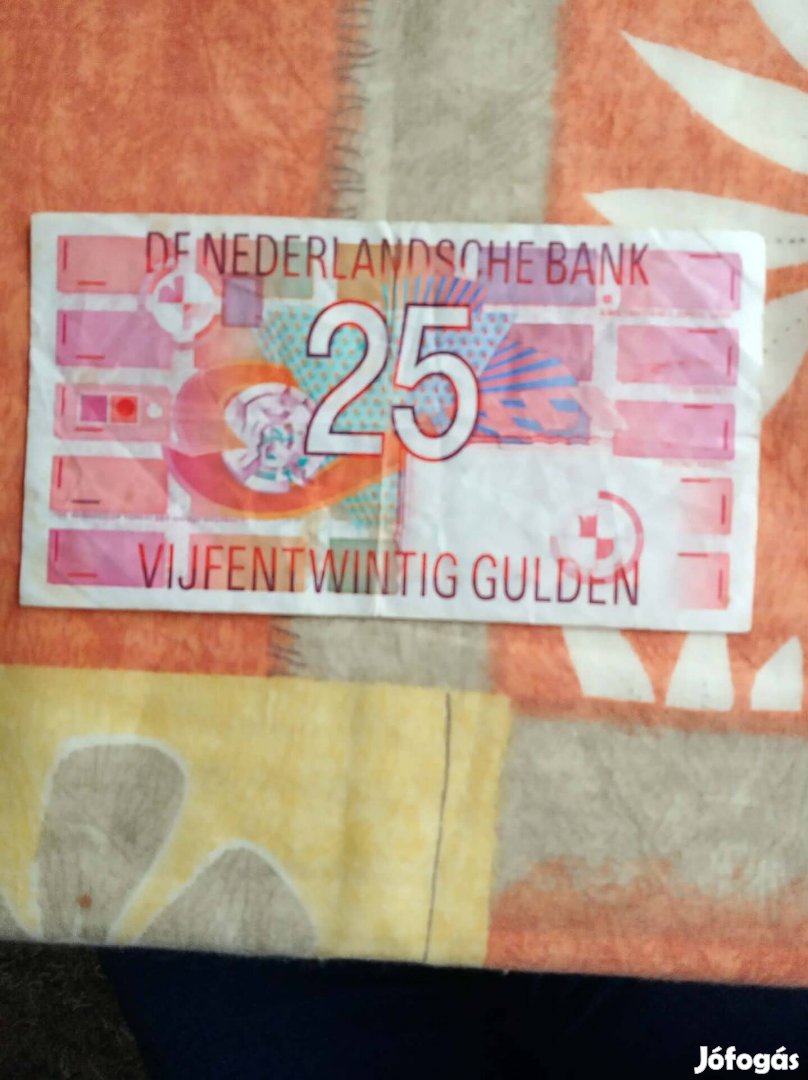 DE NEDERLANDSCHE BANK
25
VIJFENTWINTIG GULDEN
Jófogás